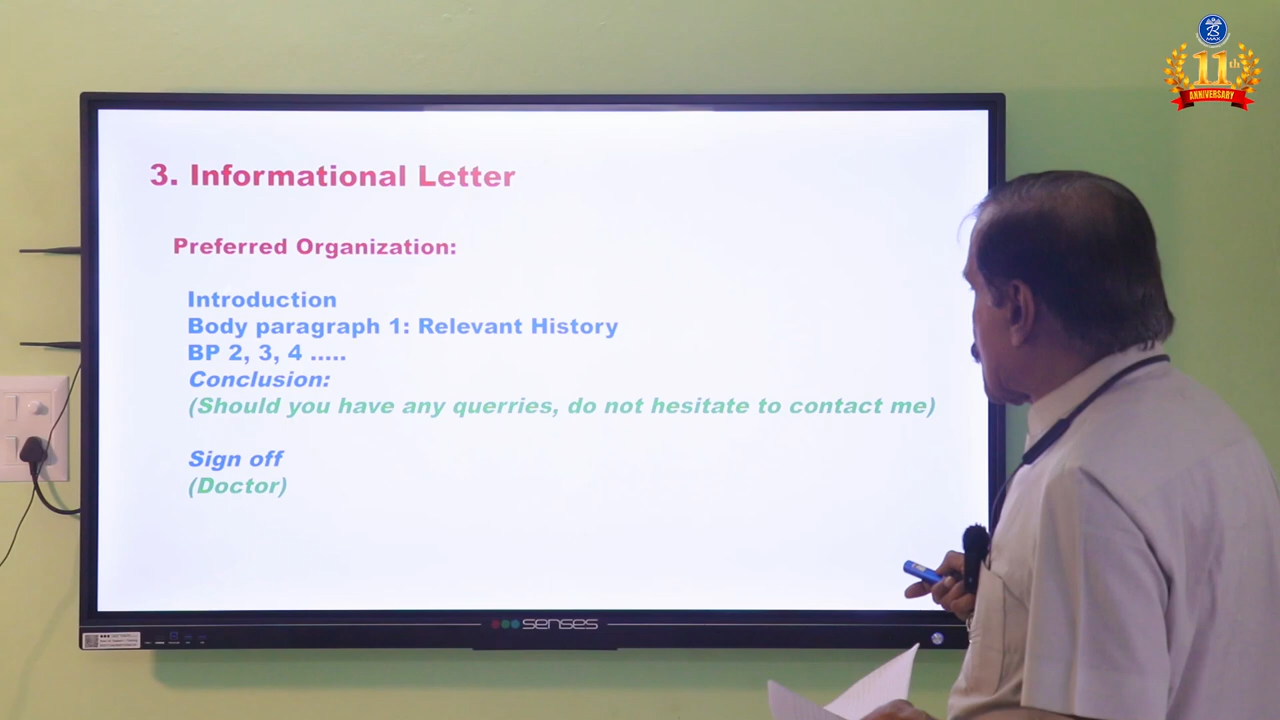 B
MAX
11th
ANNIVERSARY
3. Informational Letter
Preferred Organization:
Introduction
Body paragraph 1: Relevant History
BP 2, 3, 4 .....
Conclusion:
(Should you have any querries, do not hesitate to contact me)
Sign off
(Doctor)
senses